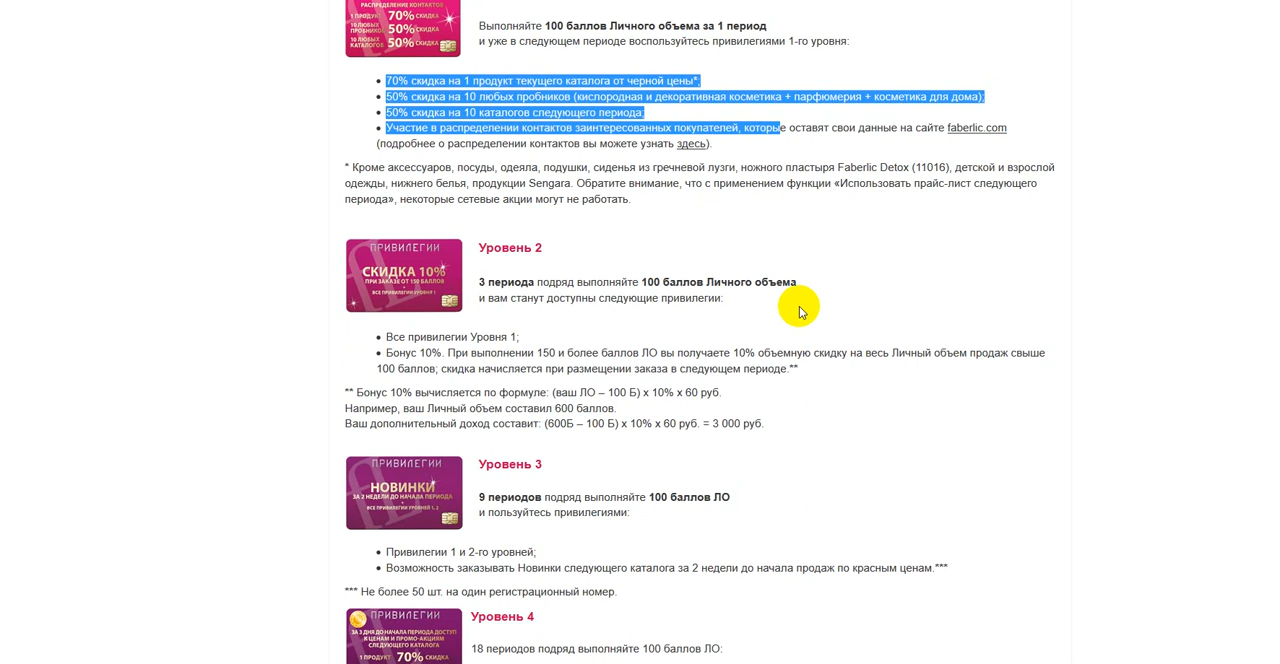 РАСПРЕДЕЛЕНИЕ КОНТАКТОВ
1 ПРОДУКТ 70% СКИДКА
10 ЛЮБЫХ ПРОБНИКОВ 50% СКИДКА
10 ЛЮБЫХ КАТАЛОГОВ 50% СКИДКА
Выполняйте 100 баллов Личного объема за 1 период
и уже в следующем периоде воспользуйтесь привилегиями 1-го уровня:
• 70% скидка на 1 продукт текущего каталога от черной цены*;
• 50% скидка на 10 любых пробников (кислородная и декоративная косметика + парфюмерия + косметика для дома);
• 50% скидка на 10 каталогов следующего периода;
• Участие в распределении контактов заинтересованных покупателей, которые оставят свои данные на сайте faberlic.com
(подробнее о распределении контактов вы можете узнать здесь).
* Кроме аксессуаров, посуды, одеяла, подушки, сиденья из гречневой лузги, ножного пластыря Faberlic Detox (11016), детской и взрослой
одежды, нижнего белья, продукции Sengara. Обратите внимание, что с применением функции «Использовать прайс-лист следующего
периода», некоторые сетевые акции могут не работать.
ПРИВИЛЕГИИ
СКИДКА 10%
ПРИ ЗАКАЗЕ ОТ 150 БАЛЛОВ
ВСЕ ПРИВИЛЕГИИ УРОВНЯ 1
Уровень 2
3 периода подряд выполняйте 100 баллов Личного объема
и вам станут доступны следующие привилегии:
• Все привилегии Уровня 1;
• Бонус 10%. При выполнении 150 и более баллов ЛО вы получаете 10% объемную скидку на весь Личный объем продаж свыше
100 баллов; скидка начисляется при размещении заказа в следующем периоде.**
** Бонус 10% вычисляется по формуле: (ваш ЛО – 100 Б) х 10% х 60 руб.
Например, ваш Личный объем составил 600 баллов.
Ваш дополнительный доход составит: (600Б – 100 Б) х 10% х 60 руб. = 3 000 руб.
ПРИВИЛЕГИИ
НОВИНКИ
ЗА 2 НЕДЕЛИ ДО НАЧАЛА ПЕРИОДА
ВСЕ ПРИВИЛЕГИИ УРОВНЕЙ 1, 2
Уровень 3
9 периодов подряд выполняйте 100 баллов ЛО
и пользуйтесь привилегиями:
• Привилегии 1 и 2-го уровней;
• Возможность заказывать Новинки следующего каталога за 2 недели до начала продаж по красным ценам.***
*** Не более 50 шт. на один регистрационный номер.
ПРИВИЛЕГИИ
ЗА 3 ДНЯ ДО НАЧАЛА ПЕРИОДА ДОСТУП
К ЦЕНАМ И ПРОМО-АКЦИЯМ
СЛЕДУЮЩЕГО КАТАЛОГА
1 ПРОДУКТ 70% СКИДКА
Уровень 4
18 периодов подряд выполняйте 100 баллов ЛО: